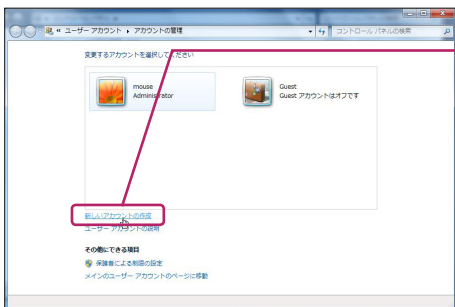 « ユーザー アカウント ▸ アカウントの管理
コントロール パネルの検索
変更するアカウントを選択してください
mouse
Administrator
Guest
Guest アカウントはオフです
新しいアカウントの作成
ユーザー アカウントの説明
その他にできる項目
保護者による制限の設定
メインのユーザー アカウントのページに移動